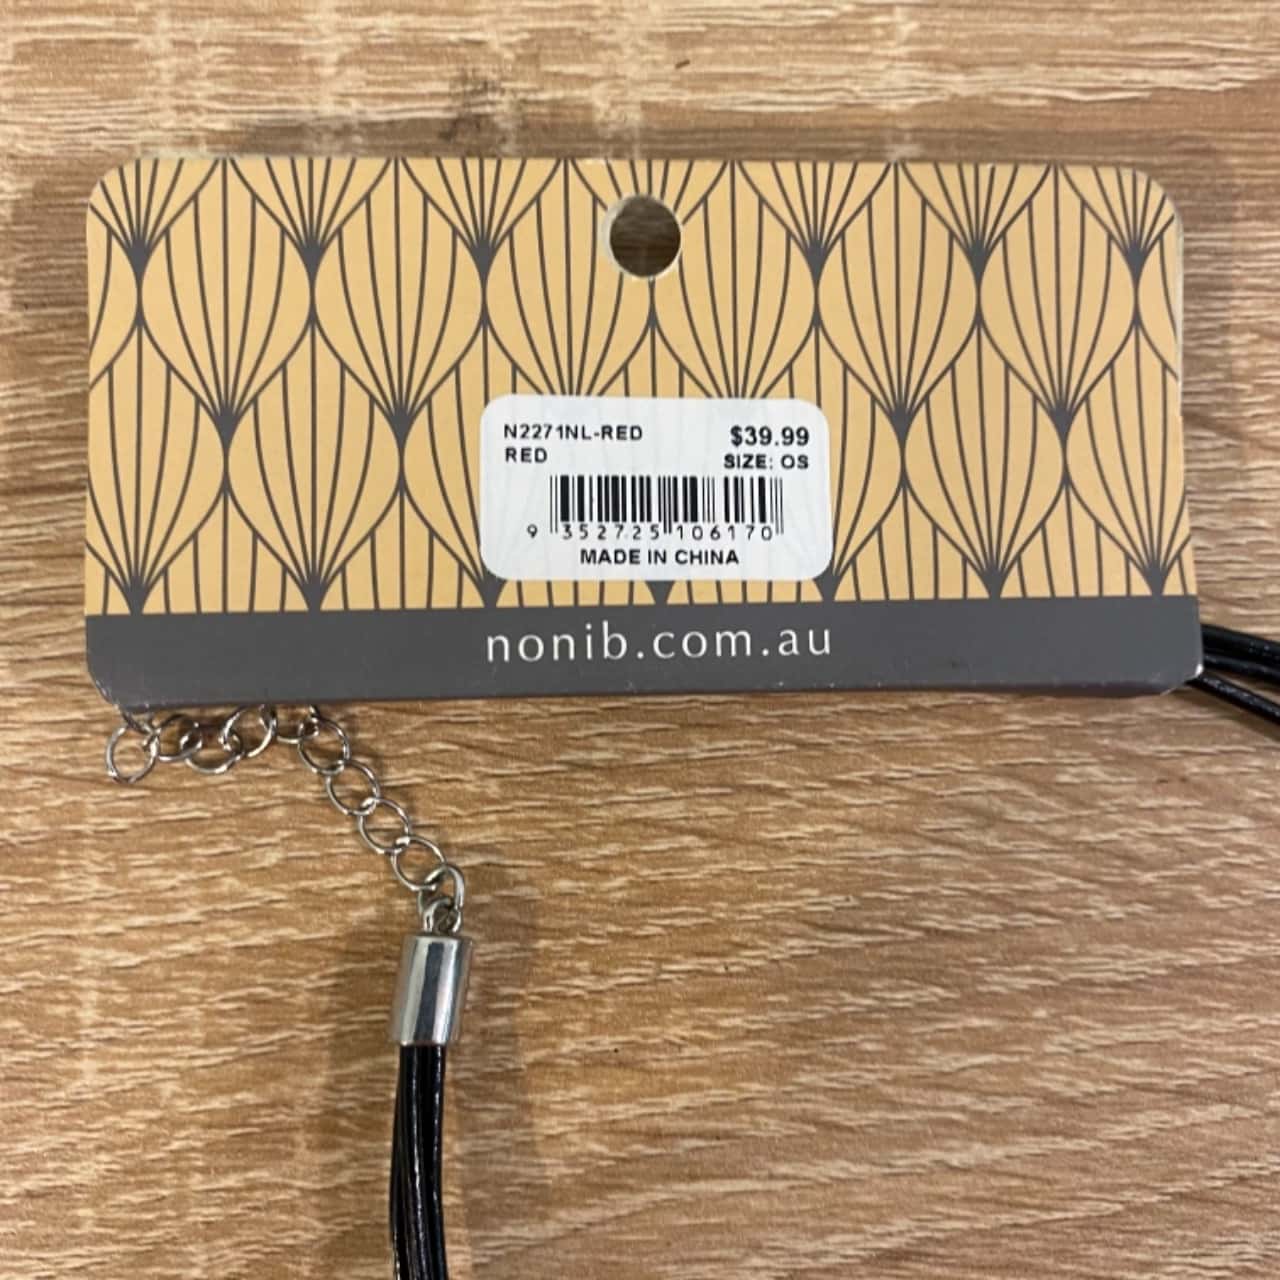 N2271NL-RED $39.99
RED SIZE: OS
9 352725 106170
MADE IN CHINA
nonib.com.au